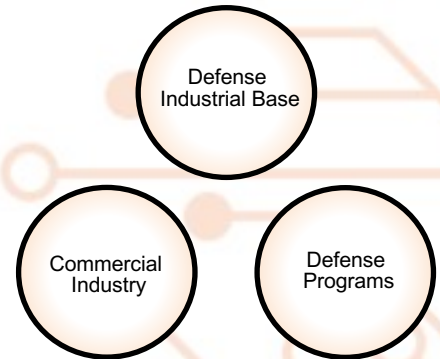 Defense
Industrial Base
Commercial
Industry
Defense
Programs